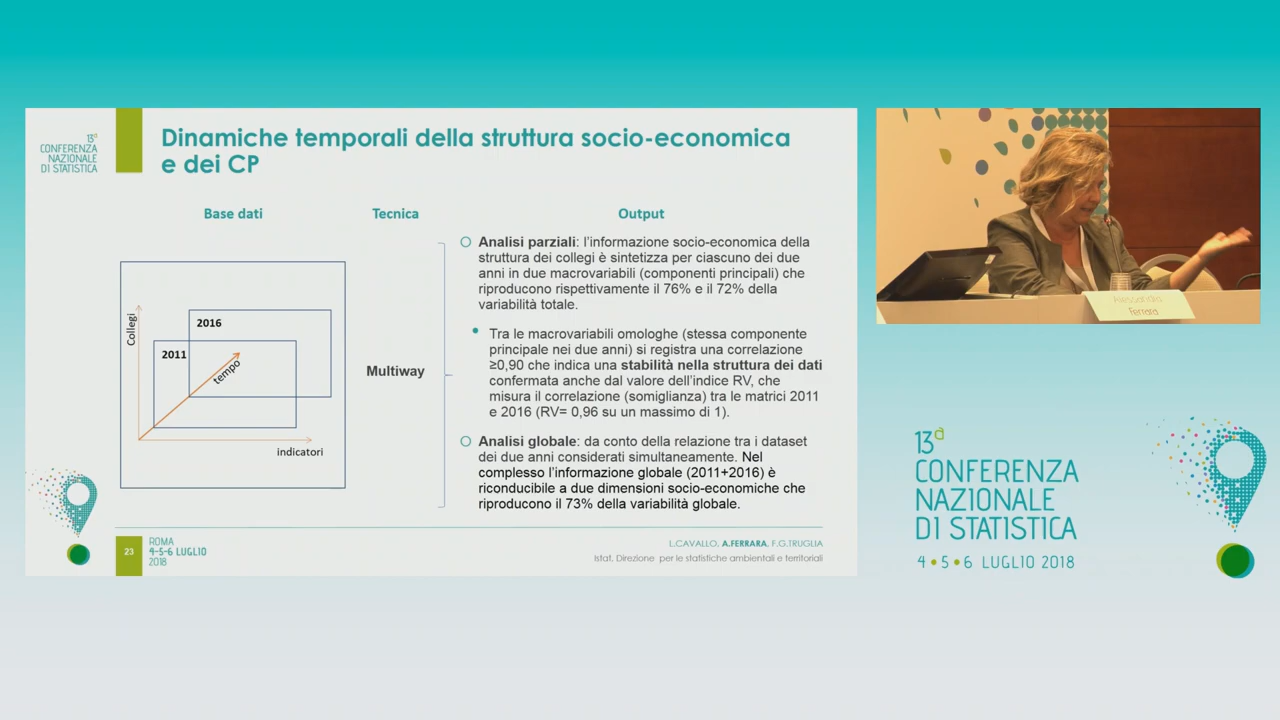 13ª
CONFERENZA
NAZIONALE
DI STATISTICA
Dinamiche temporali della struttura socio-economica
e dei CP
Base dati
Tecnica
Output
Collegi
2016
2011
tempo
indicatori
Multiway
Analisi parziali: l’informazione socio-economica della
struttura dei collegi è sintetizza per ciascuno dei due
anni in due macrovariabili (componenti principali) che
riproducono rispettivamente il 76% e il 72% della
variabilità totale.
Tra le macrovariabili omologhe (stessa componente
principale nei due anni) si registra una correlazione
≥0,90 che indica una stabilità nella struttura dei dati
confermata anche dal valore dell’indice RV, che
misura il correlazione (somiglianza) tra le matrici 2011
e 2016 (RV= 0,96 su un massimo di 1).
Analisi globale: da conto della relazione tra i dataset
dei due anni considerati simultaneamente. Nel
complesso l’informazione globale (2011+2016) è
riconducibile a due dimensioni socio-economiche che
riproducono il 73% della variabilità globale.
23
ROMA
4-5-6 LUGLIO
2018
L.CAVALLO, A.FERRARA, F.G.TRUGLIA
Istat, Direzione per le statistiche ambientali e territoriali
Alessandra
Ferrara
13ª
CONFERENZA
NAZIONALE
DI STATISTICA
4 • 5 • 6 LUGLIO 2018